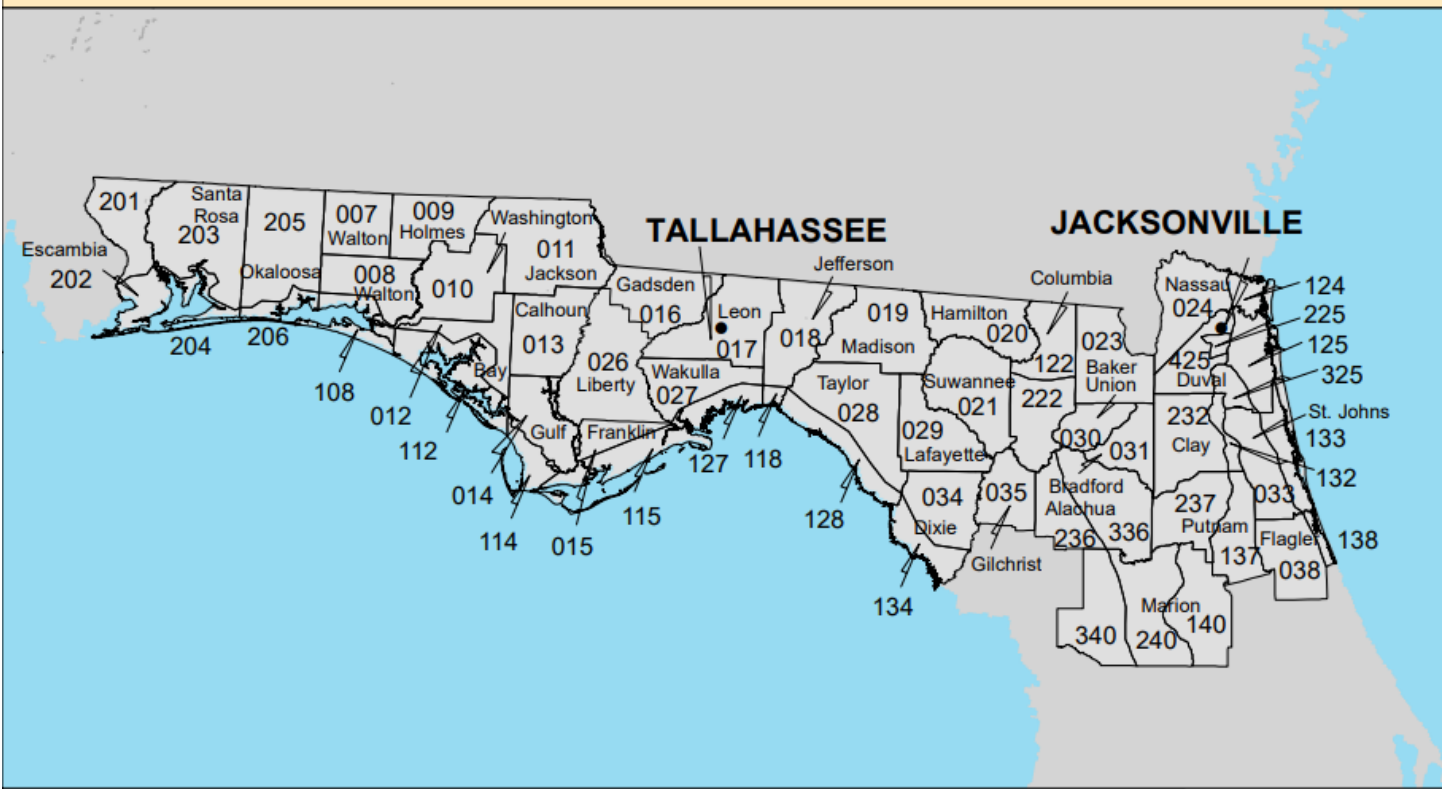 TALLAHASSEE
JACKSONVILLE
201
Escambia
202
Santa
Rosa
203
204
205
Okaloosa
206
007
Walton
008
Walton
108
009
Holmes
Washington
010
011
Jackson
012
Bay
112
Calhoun
013
014
Gulf
114
015
Franklin
115
Gadsden
016
Leon
017
026
Liberty
Wakulla
027
127
Jefferson
018
118
019
Madison
Taylor
028
128
Hamilton
020
Suwannee
021
029
Lafayette
034
Dixie
134
035
Gilchrist
Columbia
122
222
023
Baker
Union
030
031
Bradford
Alachua
236
336
Nassau
024
124
225
125
325
425
Duval
St. Johns
133
132
033
232
Clay
237
Putnam
137
Flagler
038
138
Marion
340
240
140